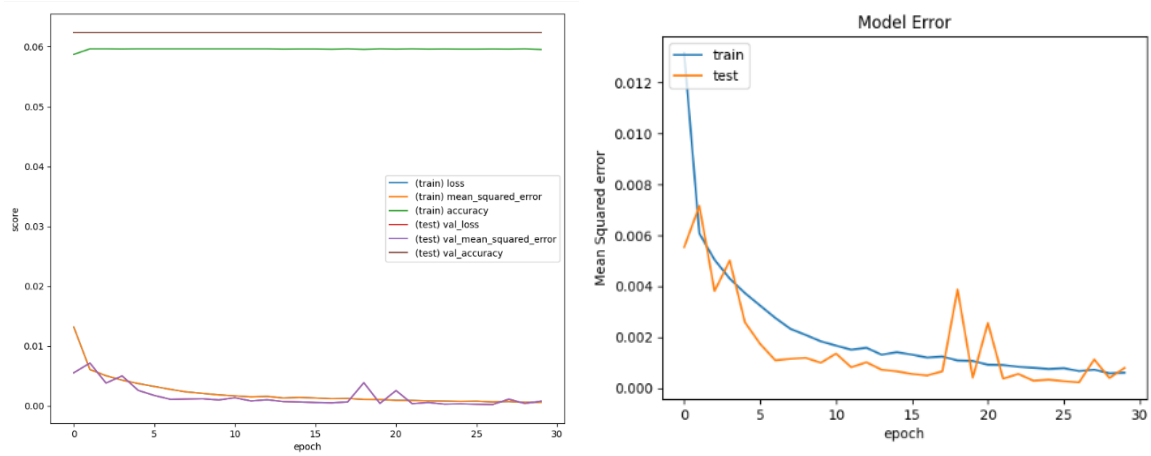 0.06
0.05
0.04
0.03
0.02
0.01
0.00
score
0 5 10 15 20 25 30
epoch
(train) loss
(train) mean_squared_error
(train) accuracy
(test) val_loss
(test) val_mean_squared_error
(test) val_accuracy
Model Error
train
test
0.012
0.010
0.008
0.006
0.004
0.002
0.000
Mean Squared error
0 5 10 15 20 25 30
epoch